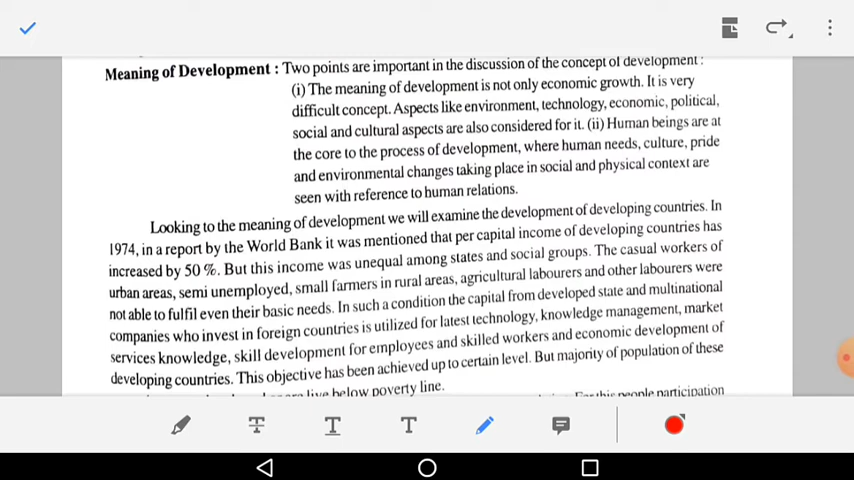 Meaning of Development : Two points are important in the discussion of the concept of development :
(i) The meaning of development is not only economic growth. It is very
difficult concept. Aspects like environment, technology, economic, political,
social and cultural aspects are also considered for it. (ii) Human beings are at
the core to the process of development, where human needs, culture, pride
and environmental changes taking place in social and physical context are
seen with reference to human relations.
Looking to the meaning of development we will examine the development of developing countries. In
1974, in a report by the World Bank it was mentioned that per capital income of developing countries has
increased by 50 %. But this income was unequal among states and social groups. The casual workers of
urban areas, semi unemployed, small farmers in rural areas, agricultural labourers and other labourers were
not able to fulfil even their basic needs. In such a condition the capital from developed state and multinational
companies who invest in foreign countries is utilized for latest technology, knowledge management, market
services knowledge, skill development for employees and skilled workers and economic development of
developing countries. This objective has been achieved up to certain level. But majority of population of these
live below poverty line.
For this people participation
T
T
T